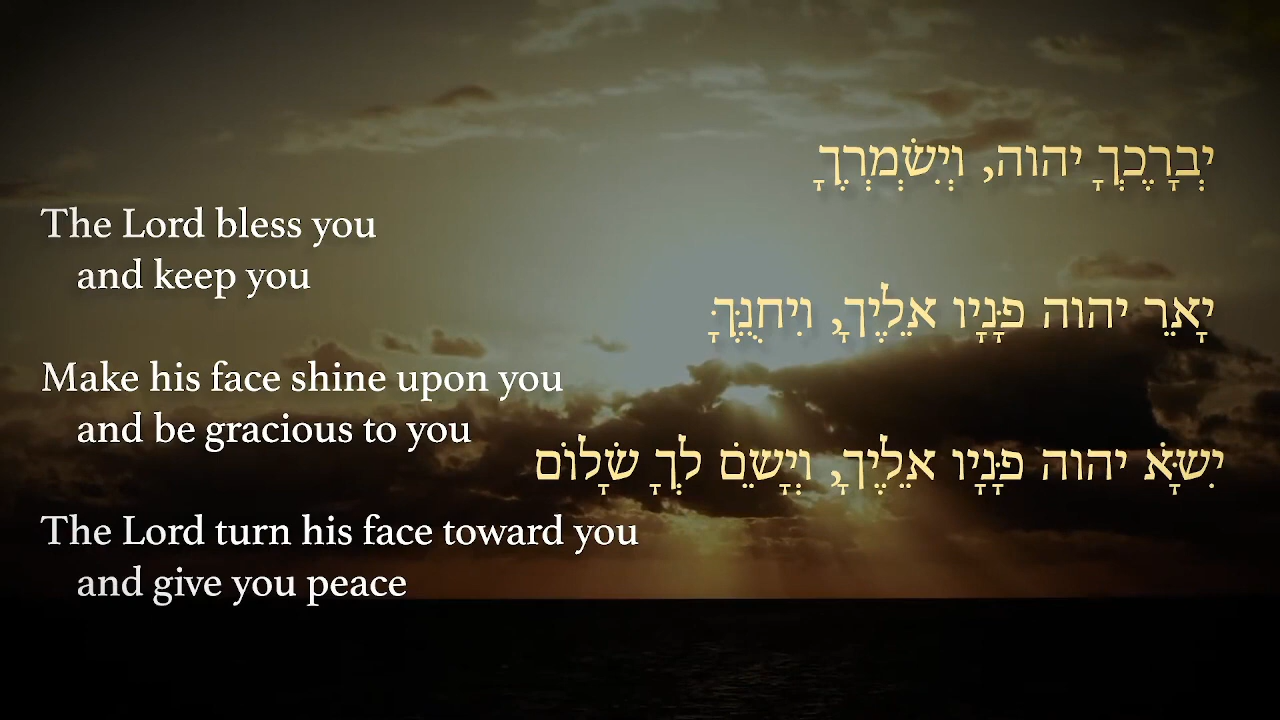 יְבָרֶכְךָ יהוה, וְיִשְׁמְרֶךָ
The Lord bless you
and keep you
יָאֵר יהוה פָּנָיו אֵלֶיךָ, וִיחֻנֶּךָּ
Make his face shine upon you
and be gracious to you
יִשָּׂא יהוה פָּנָיו אֵלֶיךָ, וְיָשֵׂם לְךָ שָׁלוֹם
The Lord turn his face toward you
and give you peace